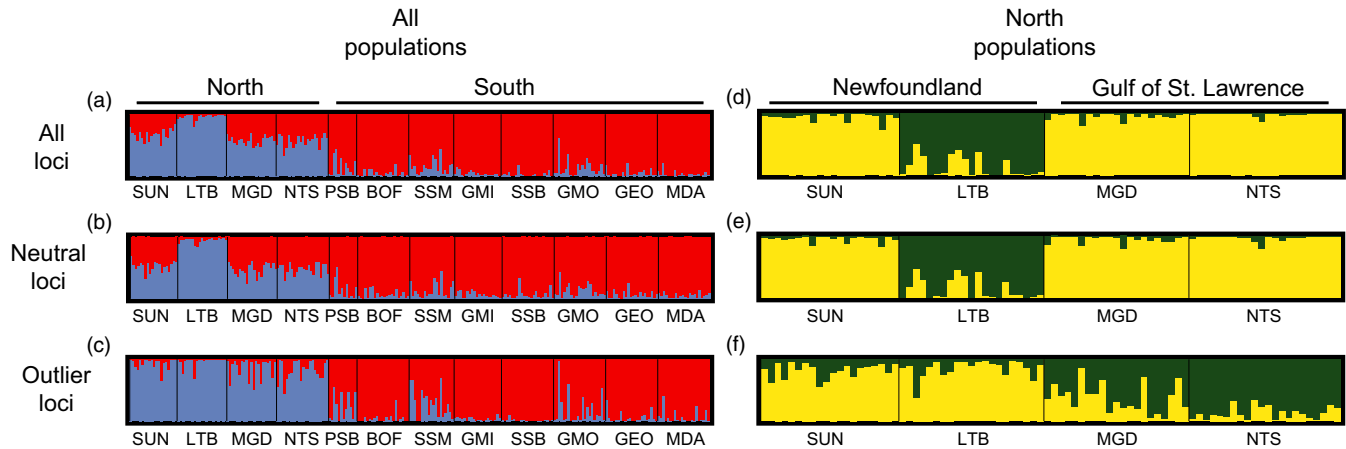 All
populations
North
populations
North South
Newfoundland Gulf of St. Lawrence
(a)
All
loci
SUN LTB MGD NTS PSB BOF SSM GMI SSB GMO GEO MDA
(d)
SUN LTB MGD NTS
(b)
Neutral
loci
SUN LTB MGD NTS PSB BOF SSM GMI SSB GMO GEO MDA
(e)
SUN LTB MGD NTS
(c)
Outlier
loci
SUN LTB MGD NTS PSB BOF SSM GMI SSB GMO GEO MDA
(f)
SUN LTB MGD NTS